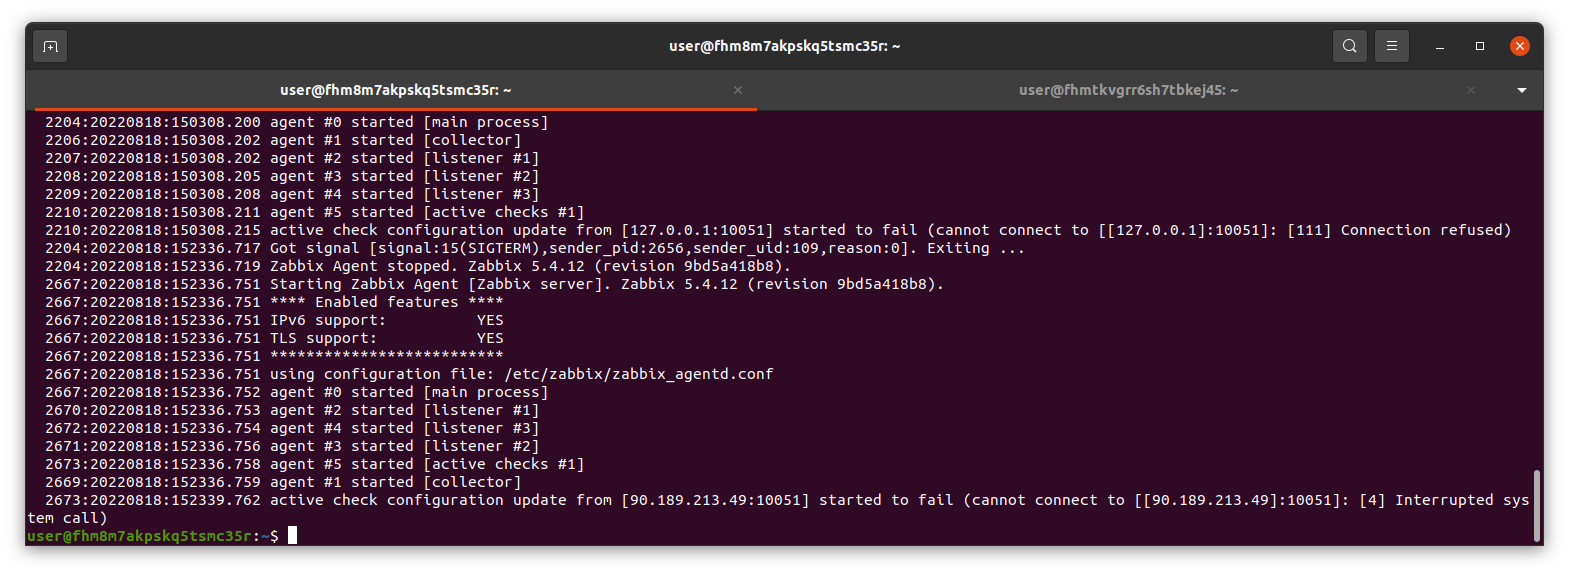 user@fhm8m7akpskq5tsmc35r: ~
user@fhm8m7akpskq5tsmc35r: ~
user@fhmtkvgrr6sh7tbkej45: ~
2204:20220818:150308.200 agent #0 started [main process]
2206:20220818:150308.202 agent #1 started [collector]
2207:20220818:150308.202 agent #2 started [listener #1]
2208:20220818:150308.205 agent #3 started [listener #2]
2209:20220818:150308.208 agent #4 started [listener #3]
2210:20220818:150308.211 agent #5 started [active checks #1]
2210:20220818:150308.215 active check configuration update from [127.0.0.1:10051] started to fail (cannot connect to [[127.0.0.1]:10051]: [111] Connection refused)
2204:20220818:152336.717 Got signal [signal:15(SIGTERM),sender_pid:2656,sender_uid:109,reason:0]. Exiting ...
2204:20220818:152336.719 Zabbix Agent stopped. Zabbix 5.4.12 (revision 9bd5a418b8).
2667:20220818:152336.751 Starting Zabbix Agent [Zabbix server]. Zabbix 5.4.12 (revision 9bd5a418b8).
2667:20220818:152336.751 **** Enabled features ****
2667:20220818:152336.751 IPv6 support:          YES
2667:20220818:152336.751 TLS support:           YES
2667:20220818:152336.751 **************************
2667:20220818:152336.751 using configuration file: /etc/zabbix/zabbix_agentd.conf
2667:20220818:152336.752 agent #0 started [main process]
2670:20220818:152336.753 agent #2 started [listener #1]
2672:20220818:152336.754 agent #4 started [listener #3]
2671:20220818:152336.756 agent #3 started [listener #2]
2673:20220818:152336.758 agent #5 started [active checks #1]
2669:20220818:152336.759 agent #1 started [collector]
2673:20220818:152339.762 active check configuration update from [90.189.213.49:10051] started to fail (cannot connect to [[90.189.213.49]:10051]: [4] Interrupted sys
tem call)
user@fhm8m7akpskq5tsmc35r:~$